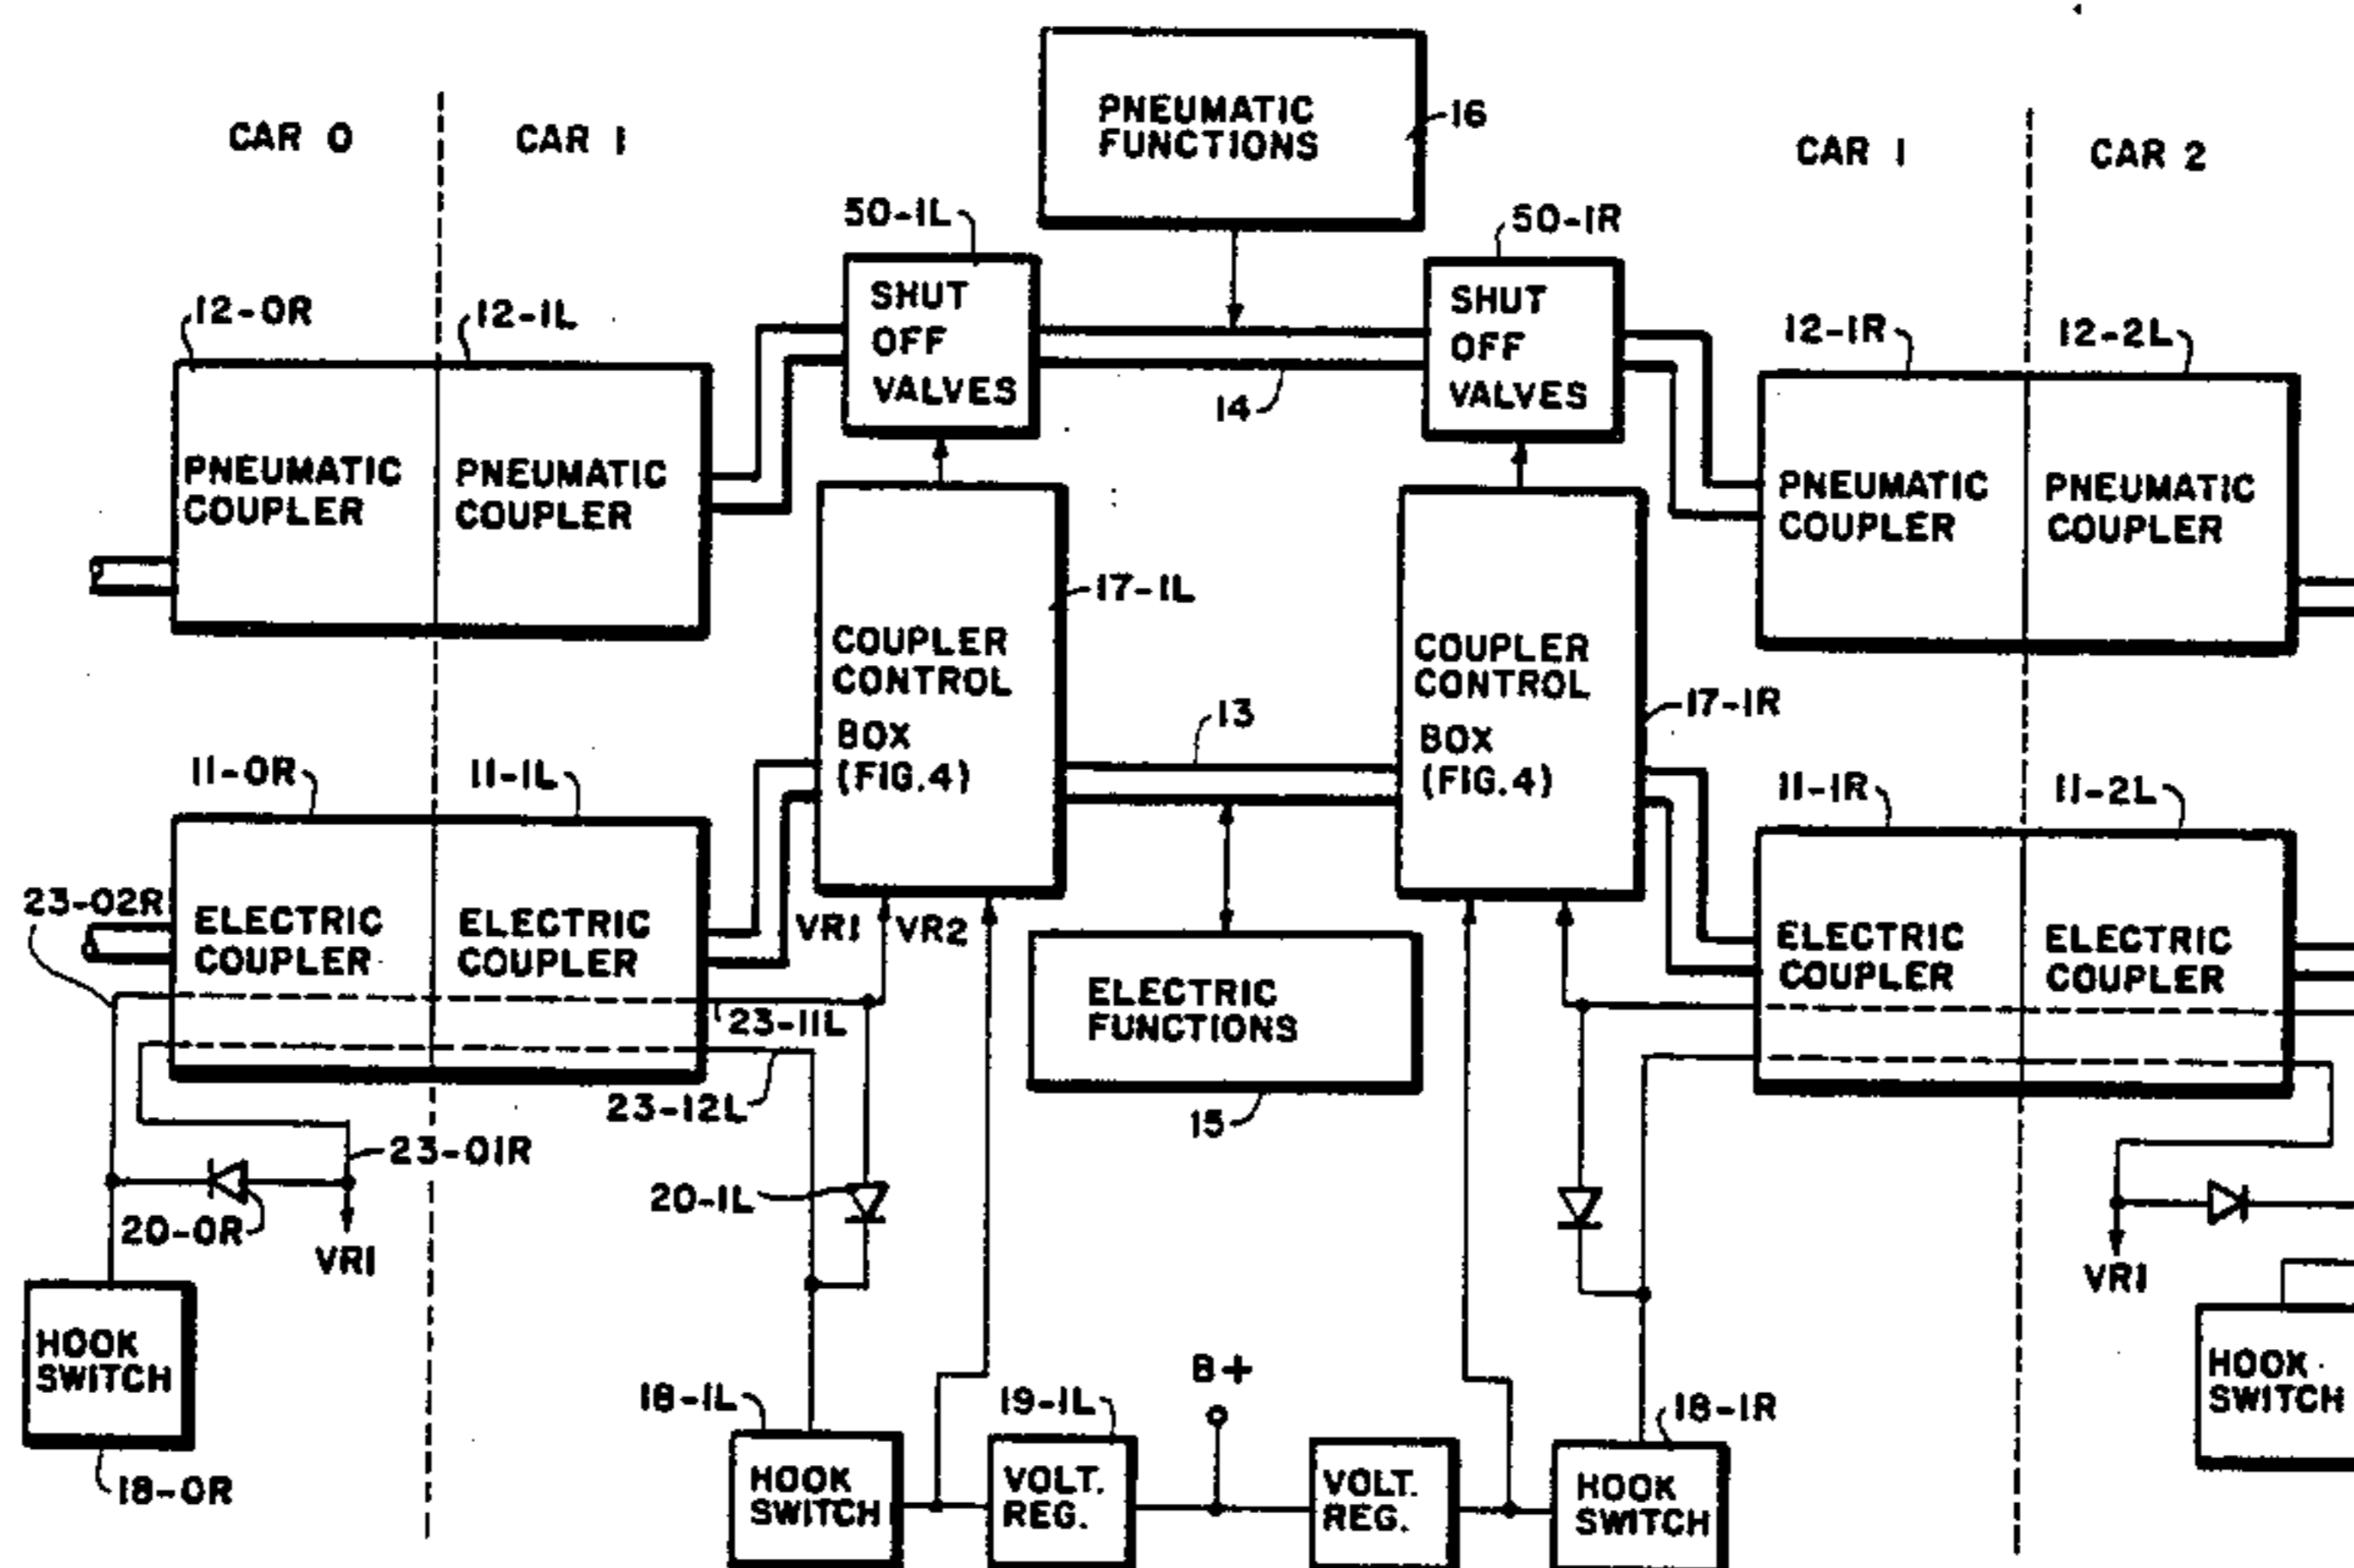 CAR 0
CAR 1
PNEUMATIC
FUNCTIONS
16
CAR 1
CAR 2
50-1L
50-1R
SHUT
OFF
VALVES
SHUT
OFF
VALVES
12-0R
12-1L
14
12-1R
12-2L
PNEUMATIC
COUPLER
PNEUMATIC
COUPLER
PNEUMATIC
COUPLER
PNEUMATIC
COUPLER
17-1L
COUPLER
CONTROL
BOX
(FIG.4)
13
COUPLER
CONTROL
BOX
(FIG.4)
17-1R
11-0R
11-1L
11-1R
11-2L
23-02R
ELECTRIC
COUPLER
ELECTRIC
COUPLER
VR1
VR2
ELECTRIC
FUNCTIONS
ELECTRIC
COUPLER
ELECTRIC
COUPLER
23-11L
23-12L
15
23-01R
20-0R
VR1
20-1L
VR1
HOOK
SWITCH
18-0R
18-1L
19-1L
B+
18-1R
HOOK
SWITCH
HOOK
SWITCH
VOLT.
REG.
VOLT.
REG.
HOOK
SWITCH